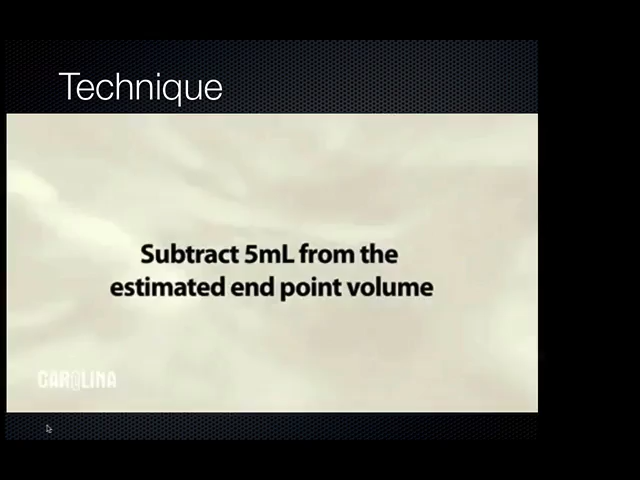 Technique
Subtract 5mL from the
estimated end point volume
CAROLINA